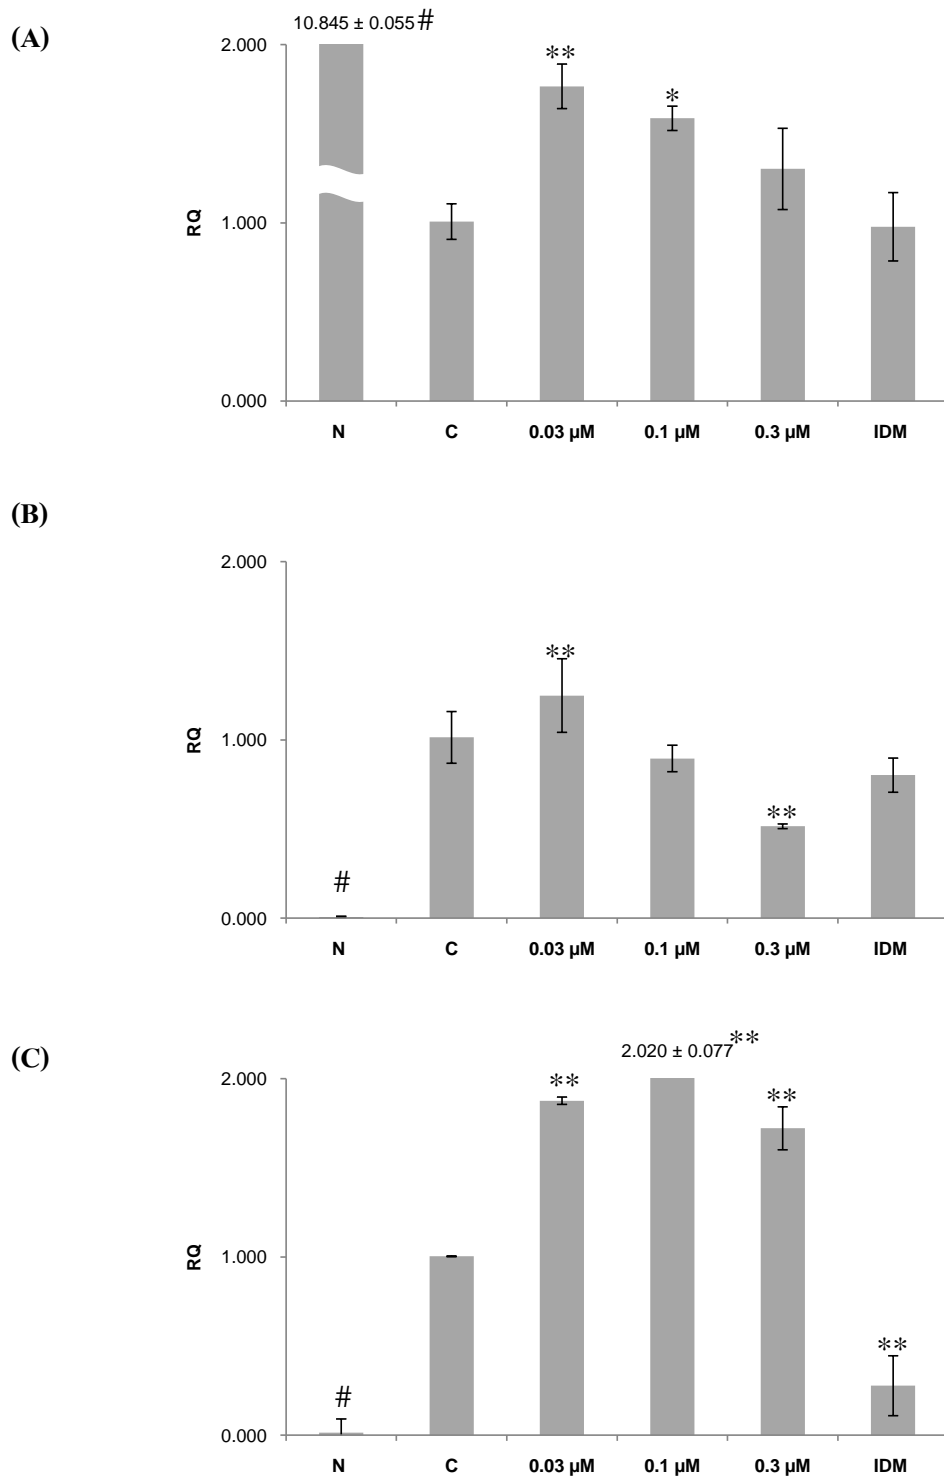 (A)
10.845 ± 0.055 #
2.000
**
*
RQ
1.000
0.000
N C 0.03 µM 0.1 µM 0.3 µM IDM
(B)
2.000
**
RQ
1.000
**
#
0.000
N C 0.03 µM 0.1 µM 0.3 µM IDM
(C)
2.020 ± 0.077 **
2.000
**
**
RQ
1.000
**
#
0.000
N C 0.03 µM 0.1 µM 0.3 µM IDM